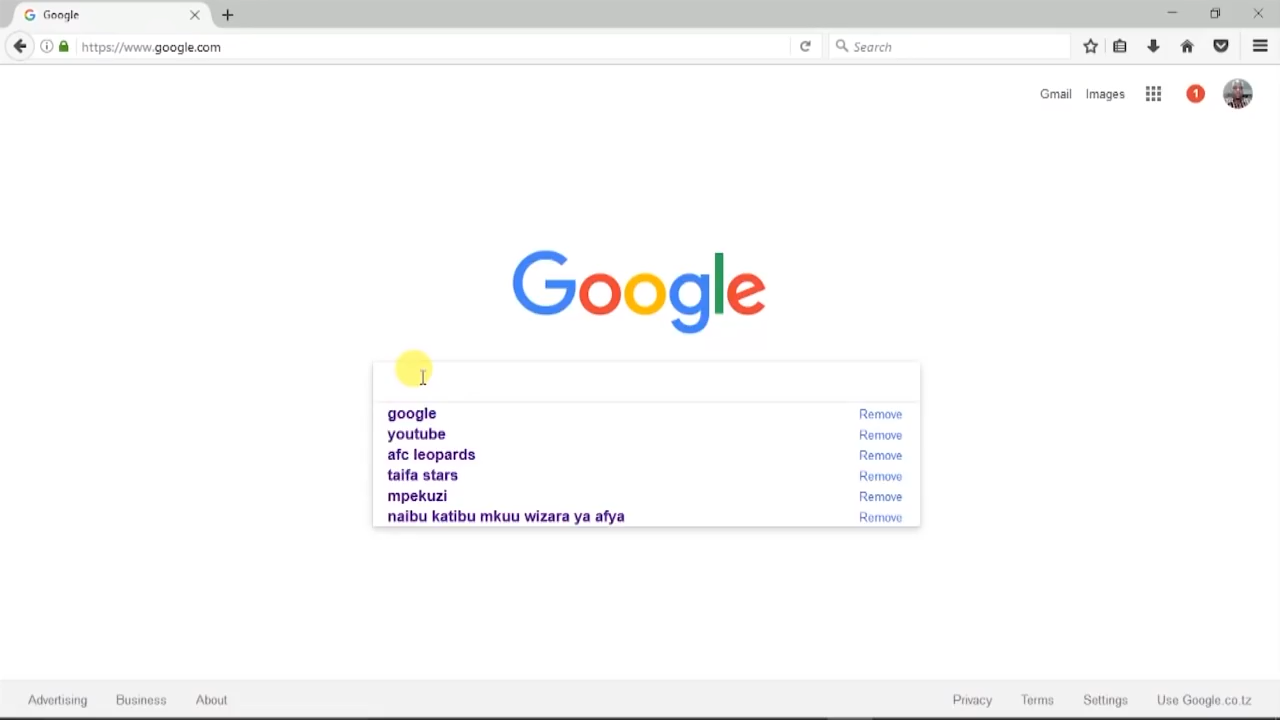 Google
https://www.google.com
Search
Gmail Images 1
Google
google Remove
youtube Remove
afc leopards Remove
taifa stars Remove
mpekuzi Remove
naibu katibu mkuu wizara ya afya Remove
Advertising Business About Privacy Terms Settings Use Google.co.tz